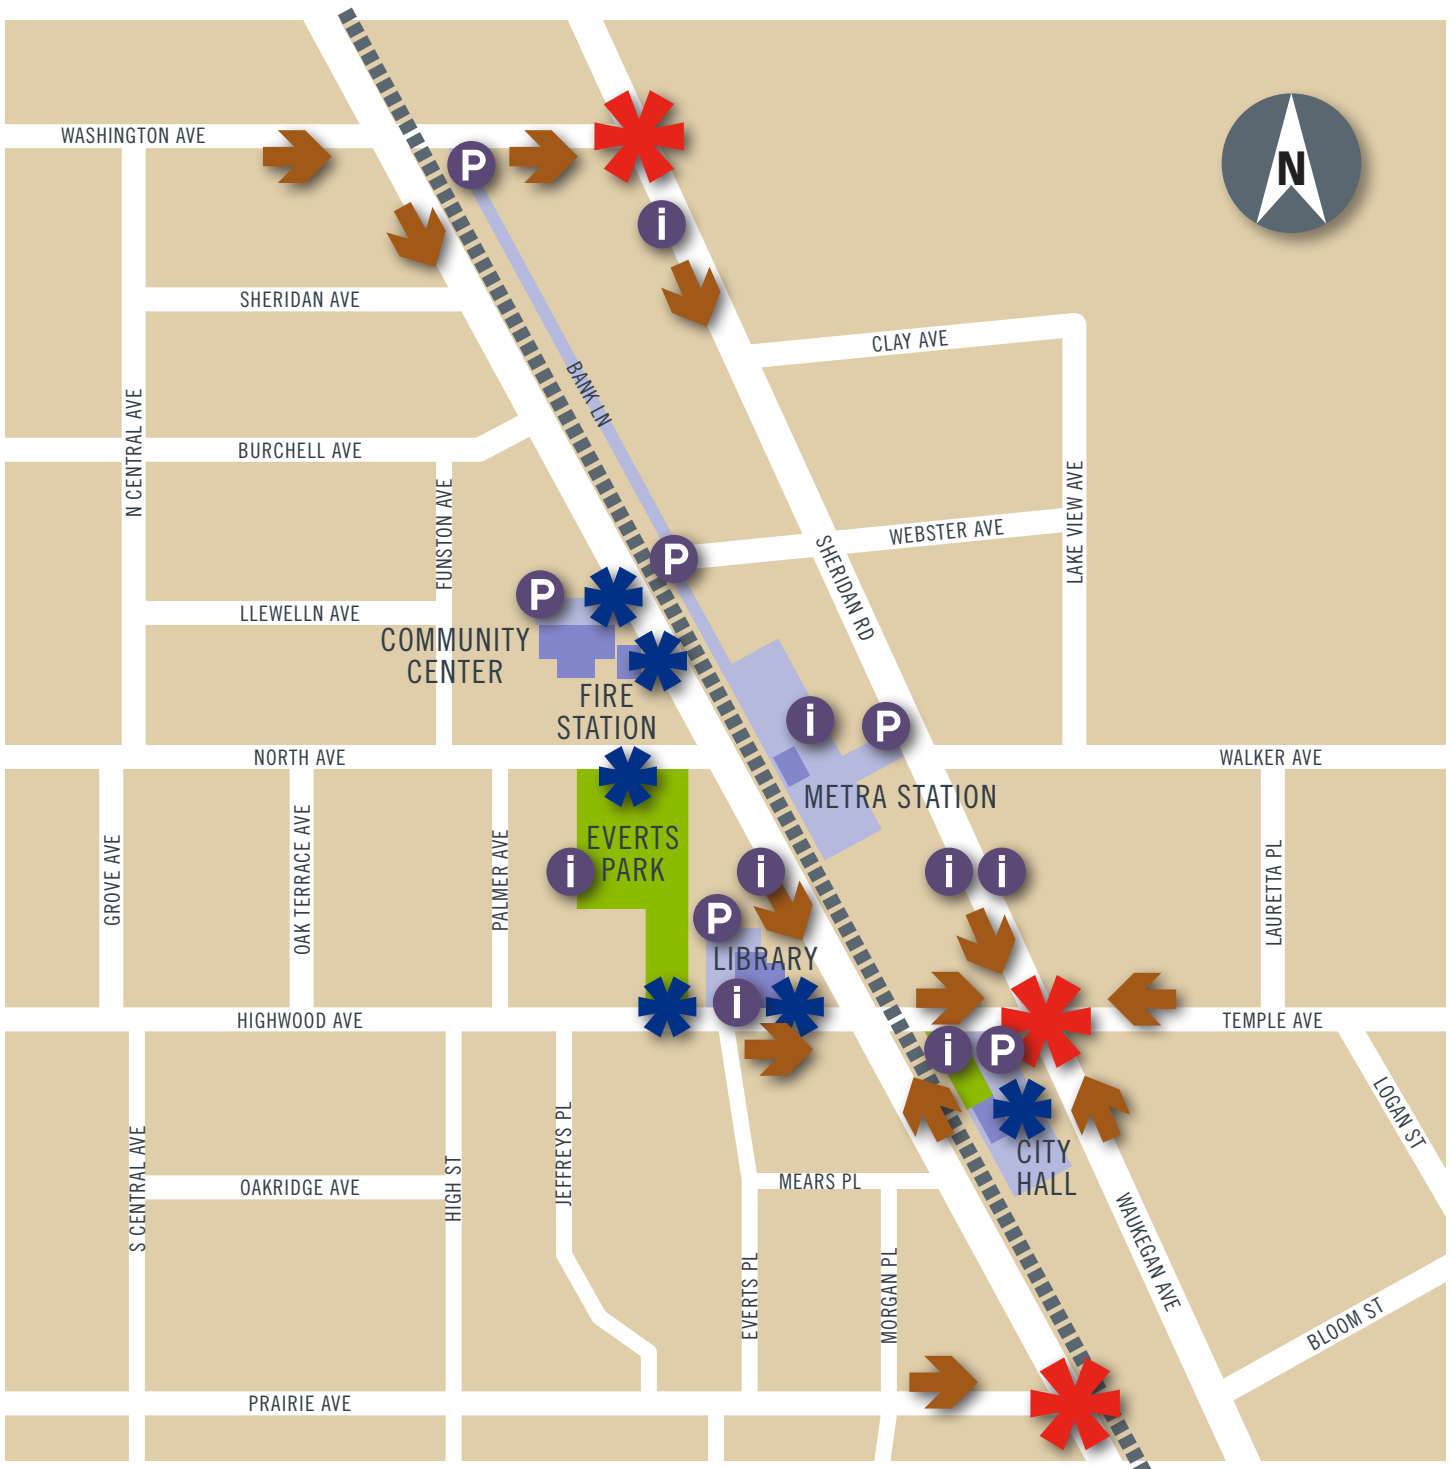 WASHINGTON AVE
P
N
i
SHERIDAN AVE
CLAY AVE
BANK LN
N CENTRAL AVE
BURCHELL AVE
FUNSTON AVE
LAKE VIEW AVE
WEBSTER AVE
SHERIDAN RD
P
P
LLEWELLN AVE
COMMUNITY
CENTER
FIRE
STATION
i
P
NORTH AVE
WALKER AVE
METRA STATION
GROVE AVE
OAK TERRACE AVE
PALMER AVE
EVERTS
PARK
i
i
i
i
LAURETTA PL
P
LIBRARY
i
HIGHWOOD AVE
TEMPLE AVE
i
P
S CENTRAL AVE
HIGH ST
JEFFREYS PL
LOGAN ST
CITY
HALL
OAKRIDGE AVE
MEARS PL
EVERTS PL
MORGAN PL
WAUKEGAN AVE
BLOOM ST
PRAIRIE AVE